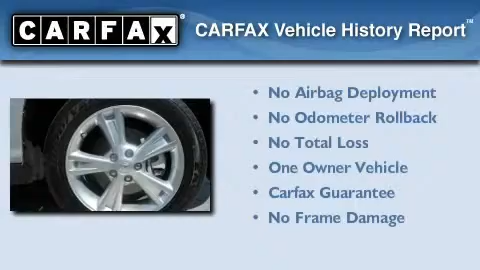 CARFAX® CARFAX Vehicle History Report™
• No Airbag Deployment
• No Odometer Rollback
• No Total Loss
• One Owner Vehicle
• Carfax Guarantee
• No Frame Damage